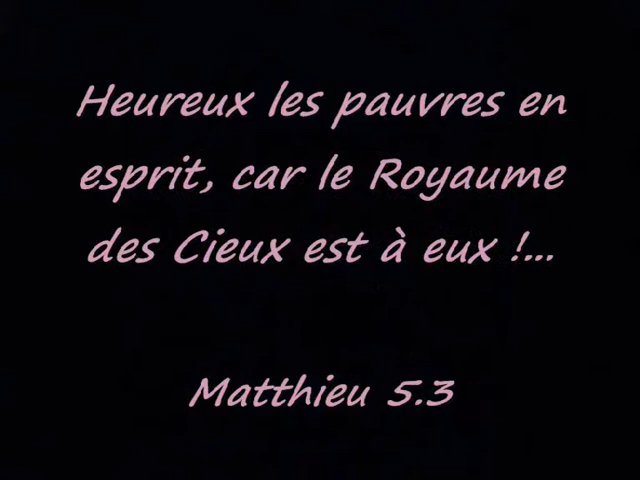 Heureux les pauvres en
esprit, car le Royaume
des Cieux est à eux !...
Matthieu 5.3